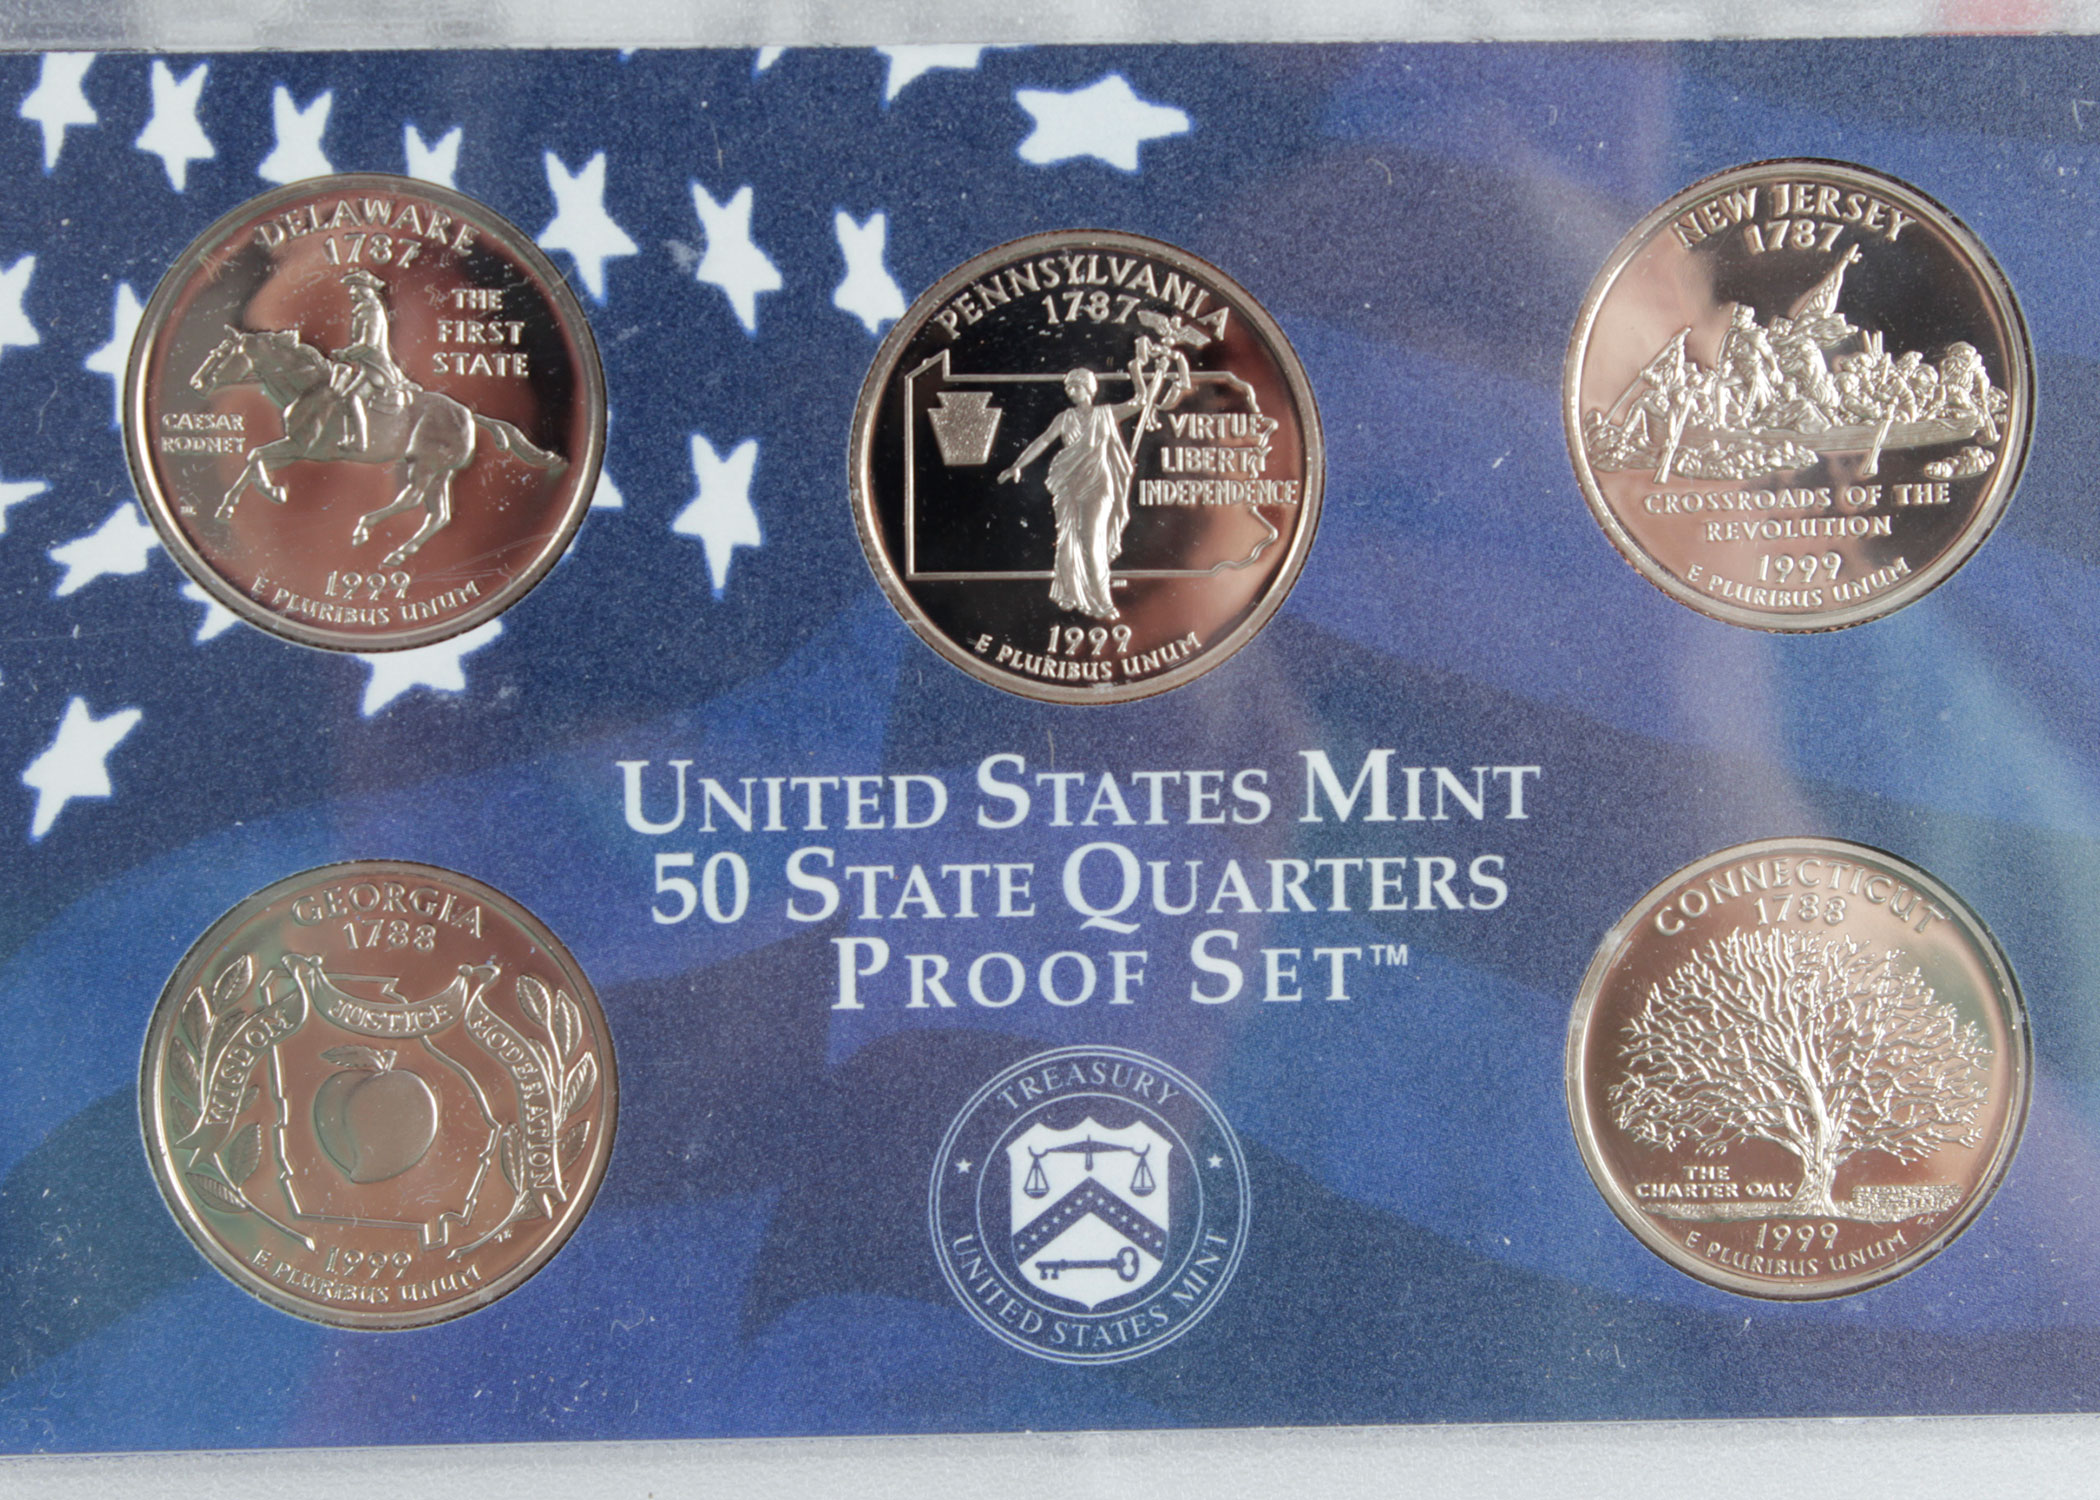 DELAWARE
1787
THE
FIRST
STATE
CAESAR
RODNEY
1999
E PLURIBUS UNUM
PENNSYLVANIA
1787
VIRTUE
LIBERTY
INDEPENDENCE
1999
E PLURIBUS UNUM
NEW JERSEY
1787
CROSSROADS OF THE
REVOLUTION
1999
E PLURIBUS UNUM
UNITED STATES MINT
50 STATE QUARTERS
PROOF SET™
GEORGIA
1788
WISDOM
JUSTICE
MODERATION
1999
E PLURIBUS UNUM
TREASURY
UNITED STATES MINT
CONNECTICUT
1788
THE
CHARTER OAK
1999
E PLURIBUS UNUM